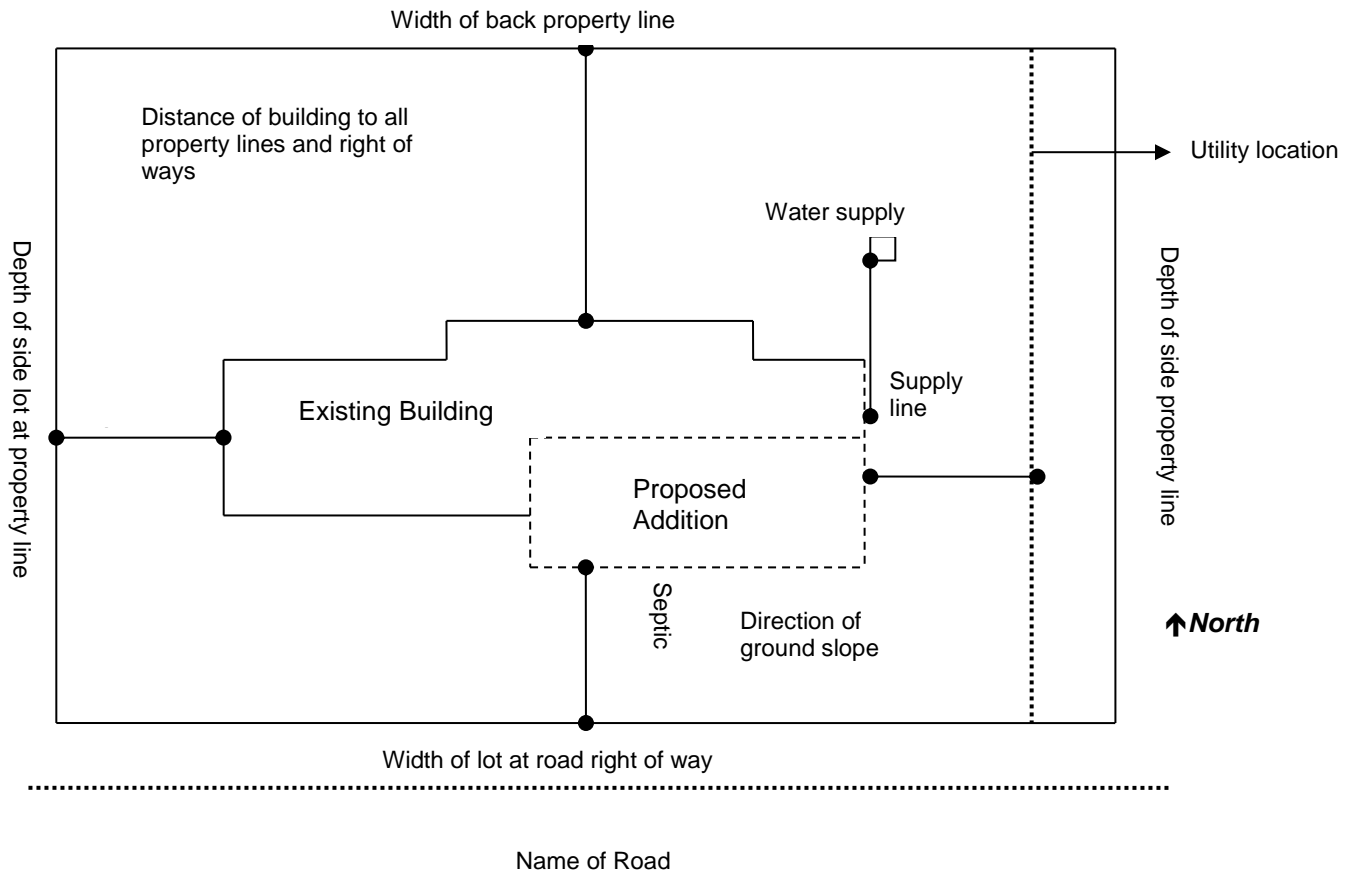 Width of back property line
Distance of building to all
property lines and right of
ways
Utility location
Water supply
Depth of side lot at property line
Depth of side property line
Supply
line
Existing Building
Proposed
Addition
Septic
Direction of
ground slope
North
Width of lot at road right of way
Name of Road